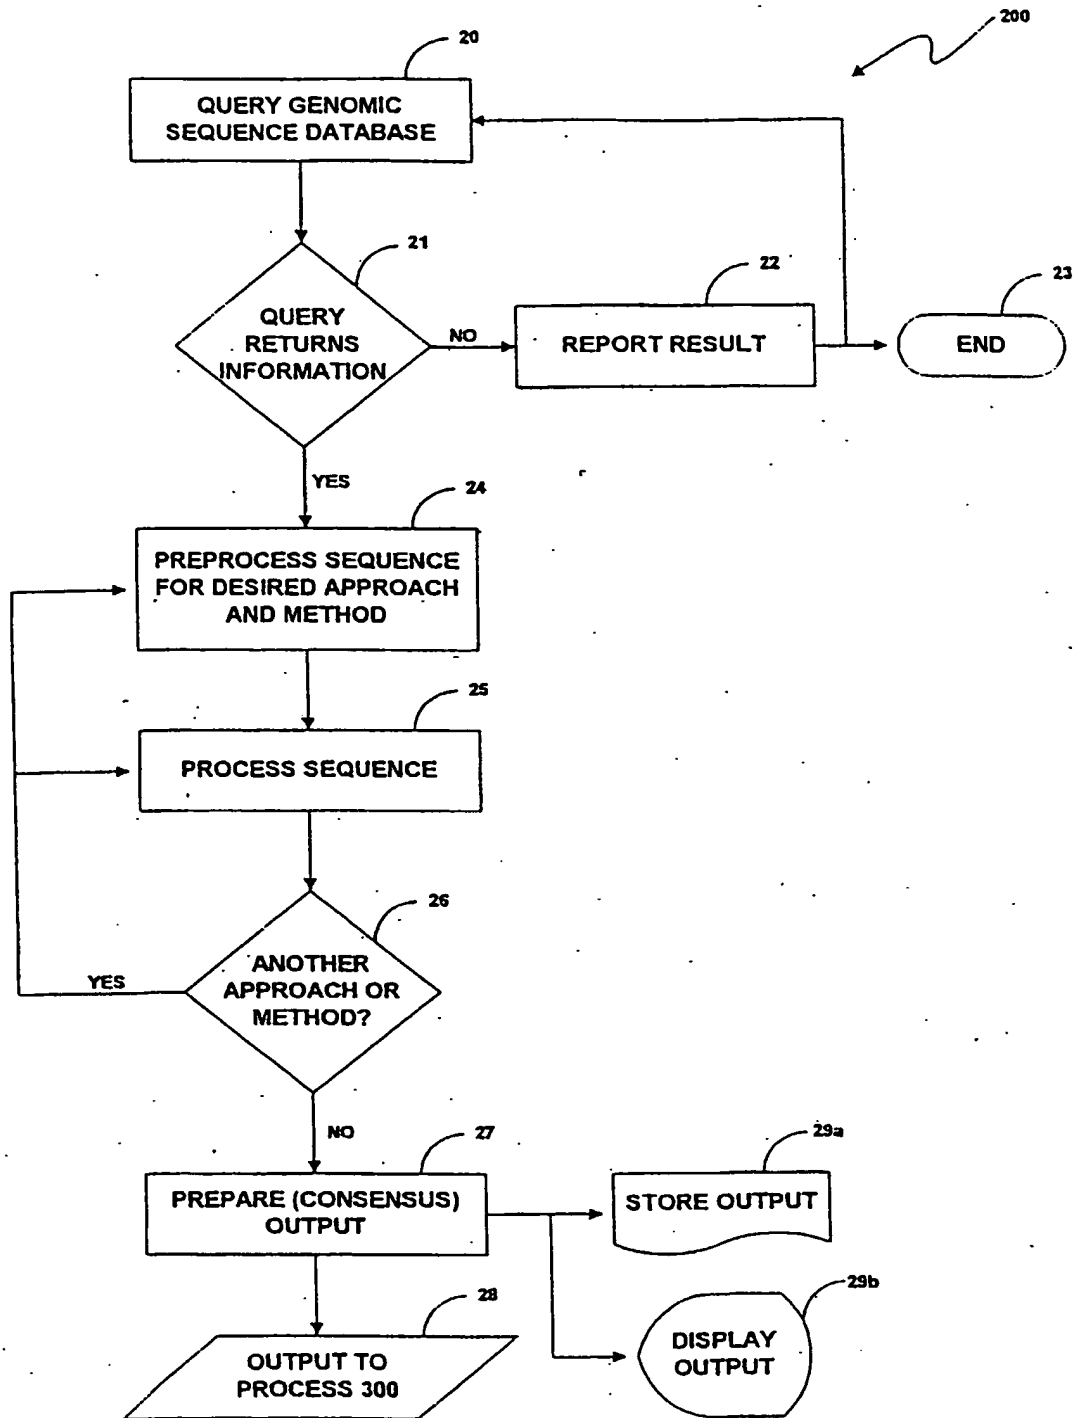 200
20
QUERY GENOMIC
SEQUENCE DATABASE
21
QUERY
RETURNS
INFORMATION
NO
22
REPORT RESULT
23
END
YES
24
PREPROCESS SEQUENCE
FOR DESIRED APPROACH
AND METHOD
25
PROCESS SEQUENCE
26
ANOTHER
APPROACH OR
METHOD?
YES
NO
27
PREPARE (CONSENSUS)
OUTPUT
29a
STORE OUTPUT
28
OUTPUT TO
PROCESS 300
29b
DISPLAY
OUTPUT